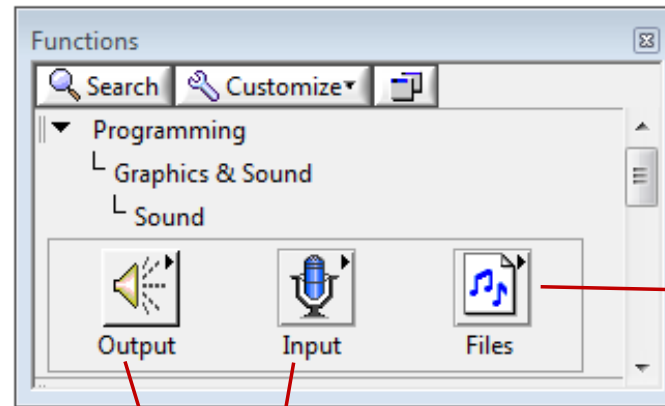 Functions
Search Customize
Programming
Graphics & Sound
Sound
Output Input Files